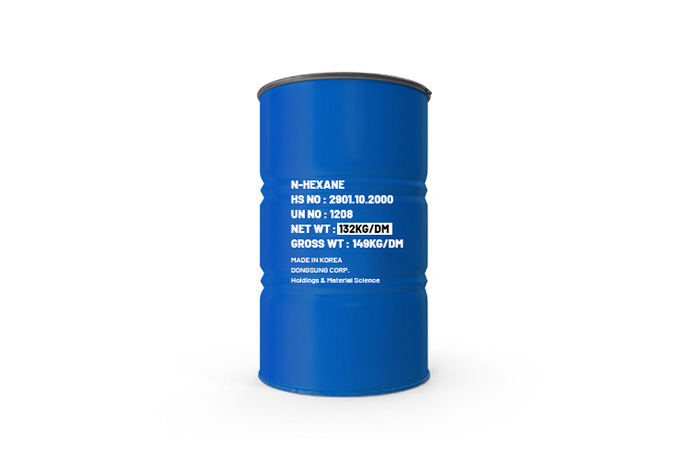 N-HEXANE
HS NO : 2901.10.2000
UN NO : 1208
NET WT : 132KG/DM
GROSS WT : 149KG/DM
MADE IN KOREA
DONGSUNG CORP.
Holdings & Material Science